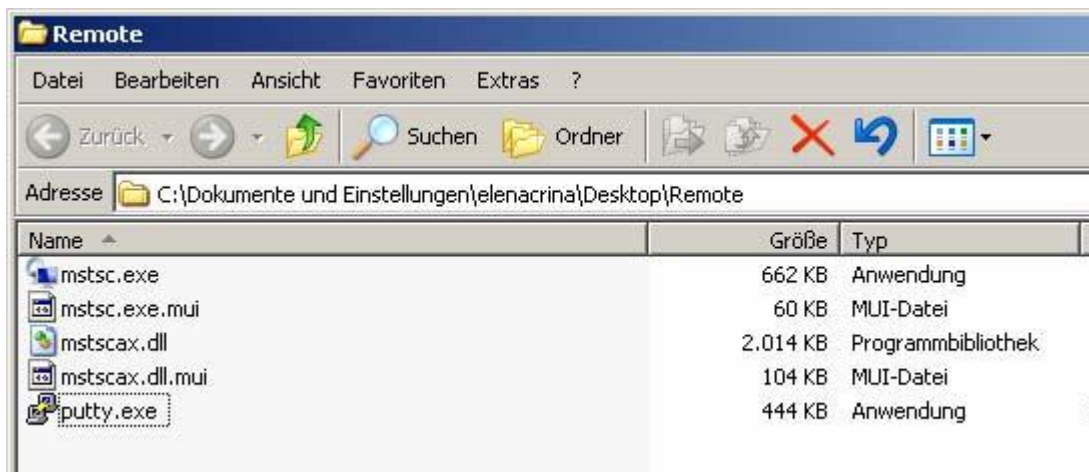 Remote
Datei Bearbeiten Ansicht Favoriten Extras ?
Zurück Suchen Ordner
Adresse C:\Dokumente und Einstellungen\elenacrina\Desktop\Remote
Name Größe Typ
mstsc.exe 662 KB Anwendung
mstsc.exe.mui 60 KB MUI-Datei
mstscax.dll 2.014 KB Programmbibliothek
mstscax.dll.mui 104 KB MUI-Datei
putty.exe 444 KB Anwendung